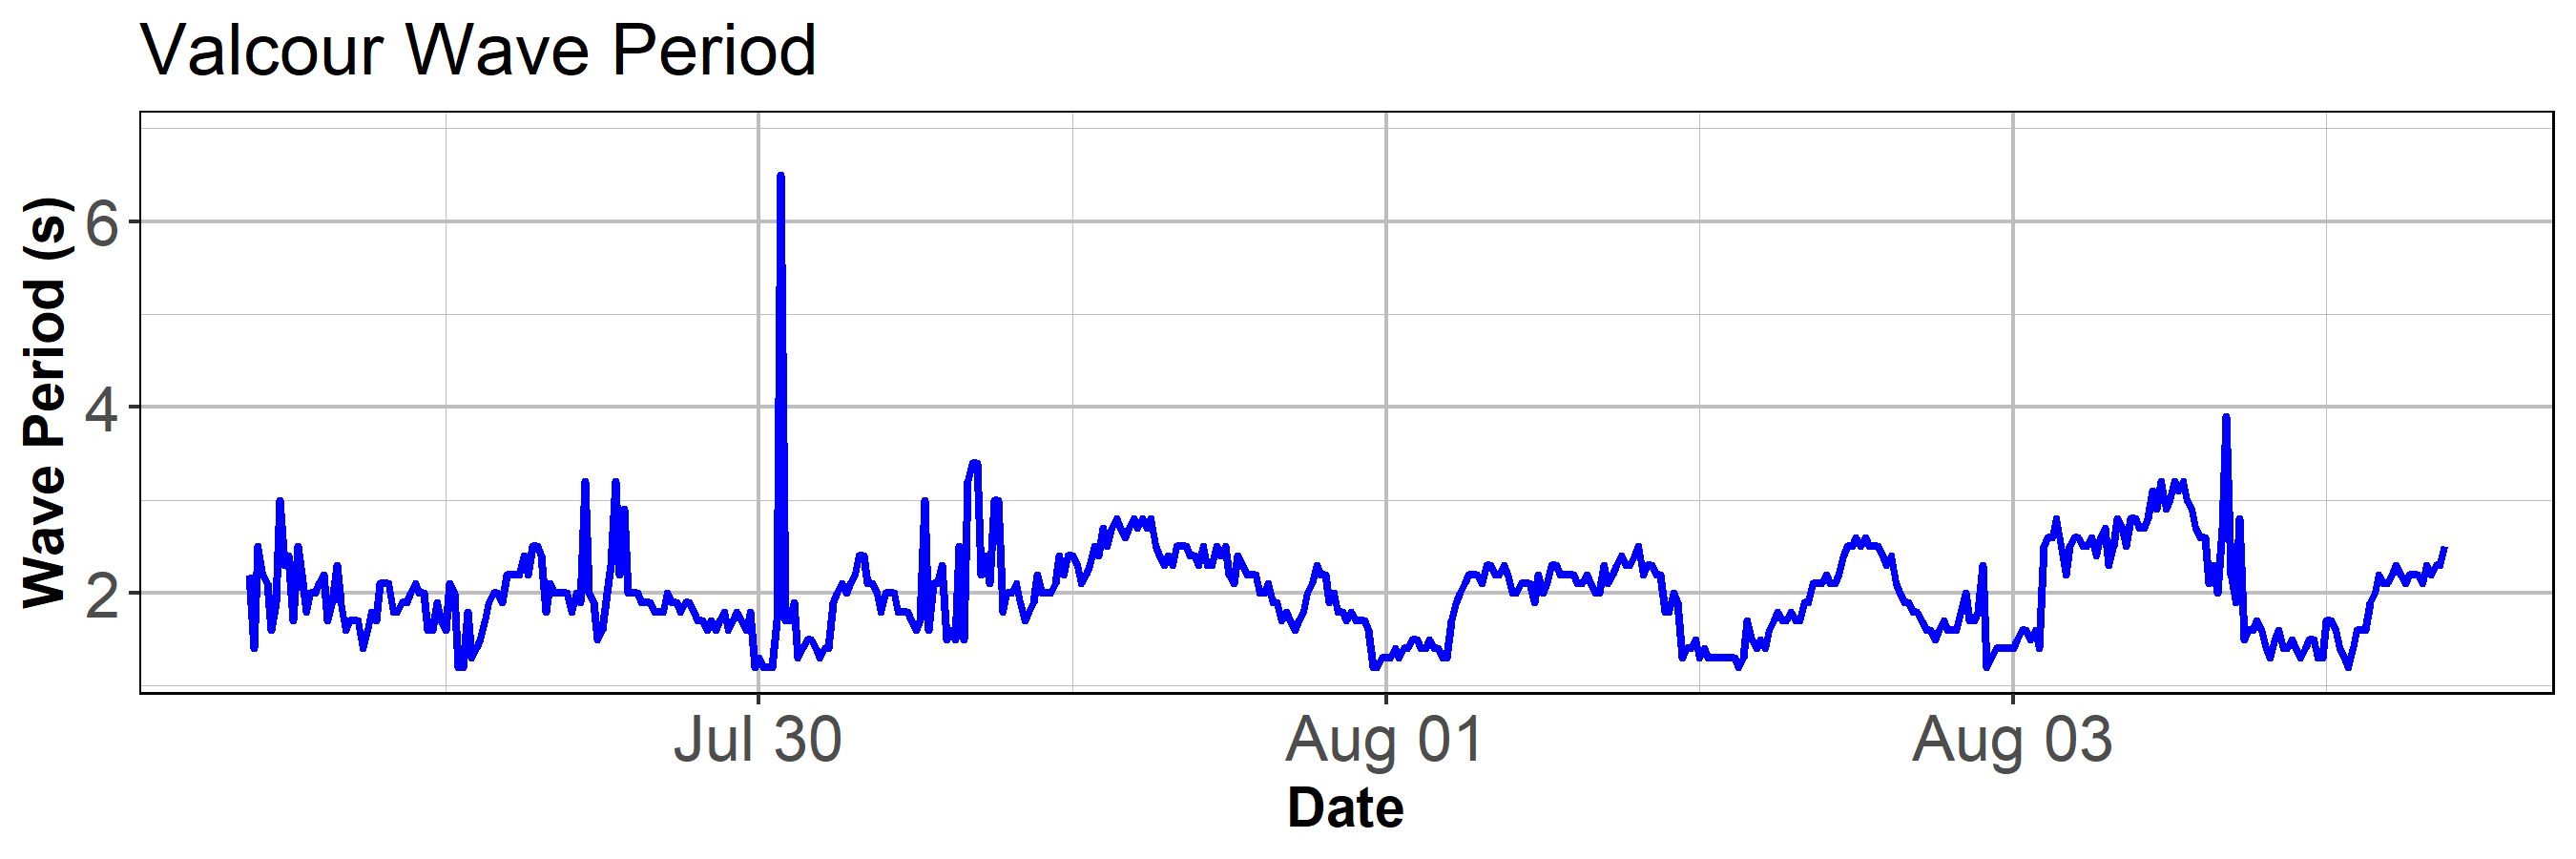 Valcour Wave Period
Wave Period (s)
6
4
2
Jul 30 Aug 01 Aug 03
Date